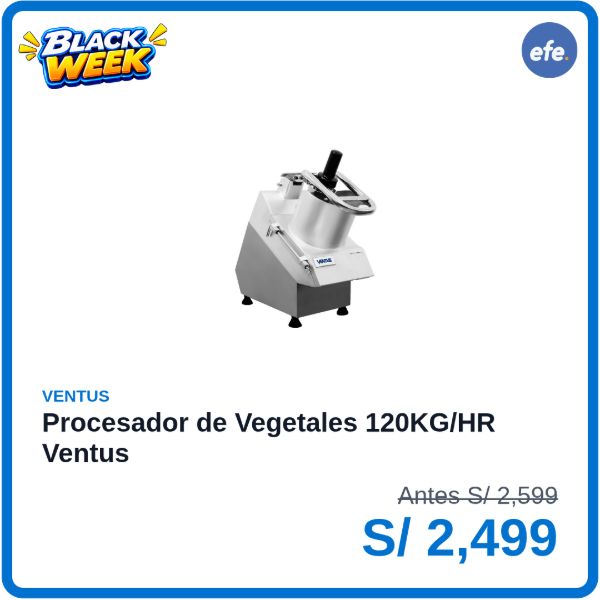 BLACK
WEEK
efe.
VENTUS
Procesador de Vegetales 120KG/HR
Ventus
Antes S/ 2,599
S/ 2,499